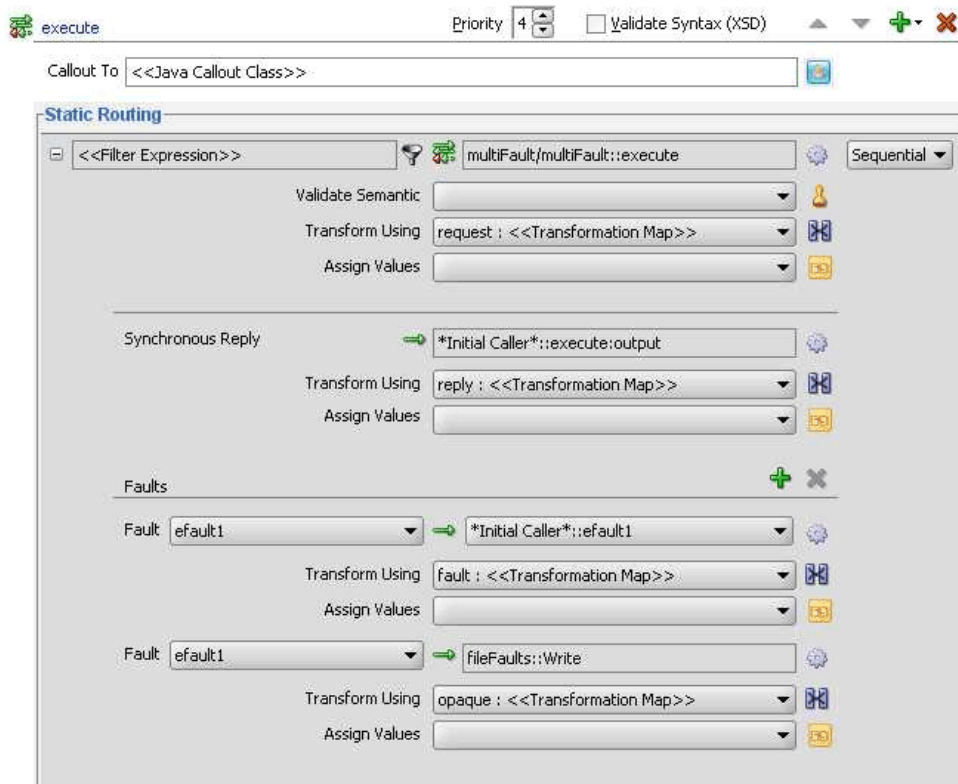 execute Priority 4 Validate Syntax (XSD)
Callout To <<Java Callout Class>>
Static Routing
<<Filter Expression>> multiFault/multiFault::execute Sequential
Validate Semantic
Transform Using request : <<Transformation Map>>
Assign Values
Synchronous Reply *Initial Caller*::execute:output
Transform Using reply : <<Transformation Map>>
Assign Values
Faults
Fault efault1 *Initial Caller*::efault1
Transform Using fault : <<Transformation Map>>
Assign Values
Fault efault1 fileFaults::Write
Transform Using opaque : <<Transformation Map>>
Assign Values